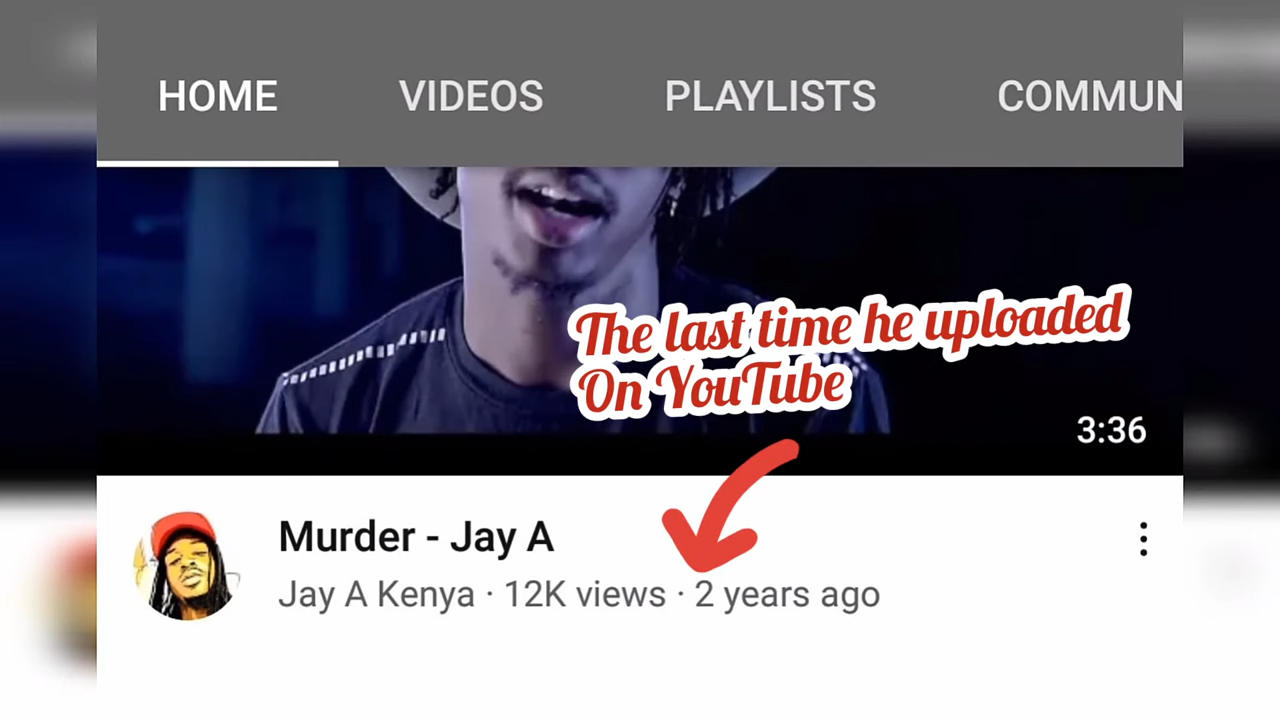 HOME VIDEOS PLAYLISTS COMMUN
The last time he uploaded
On YouTube
3:36
Murder - Jay A
Jay A Kenya · 12K views · 2 years ago